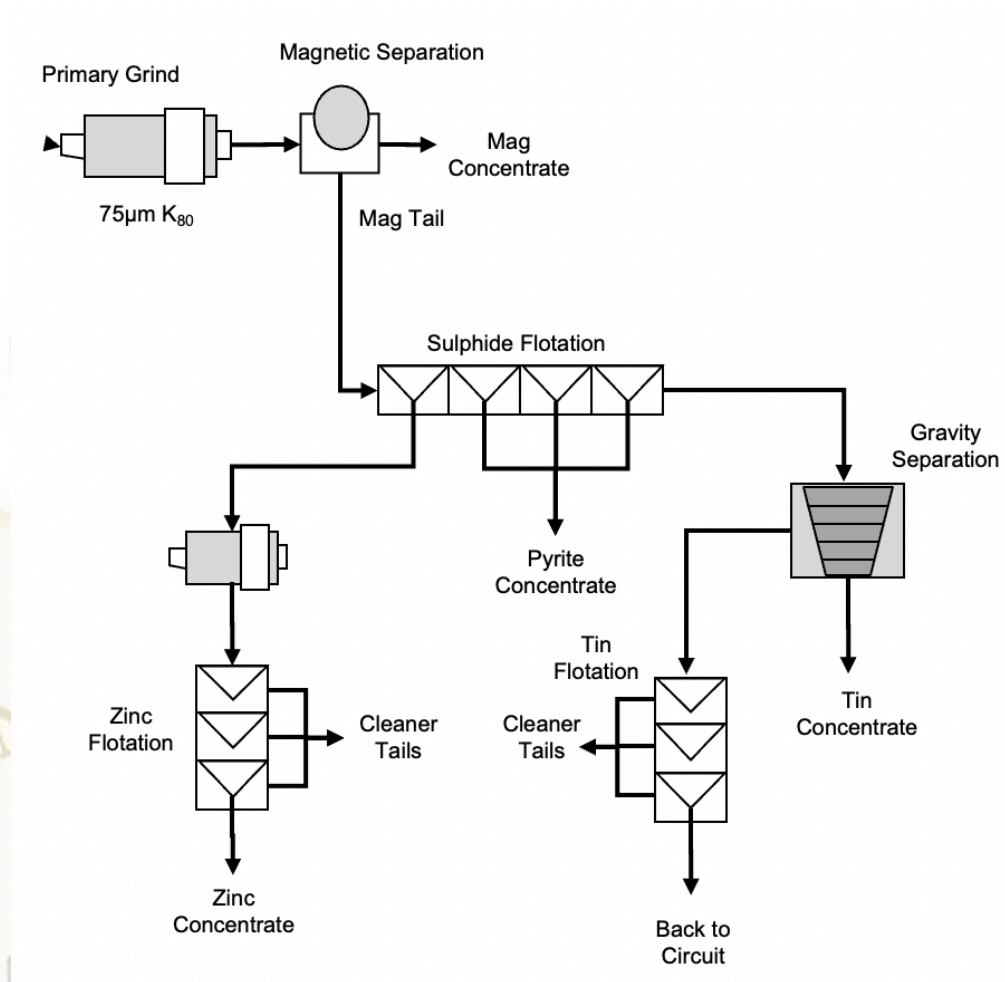 Magnetic Separation
Primary Grind
Mag
Concentrate
75µm K80
Mag Tail
Sulphide Flotation
Gravity
Separation
Pyrite
Concentrate
Tin
Flotation
Tin
Concentrate
Zinc
Flotation
Cleaner
Tails
Cleaner
Tails
Zinc
Concentrate
Back to
Circuit